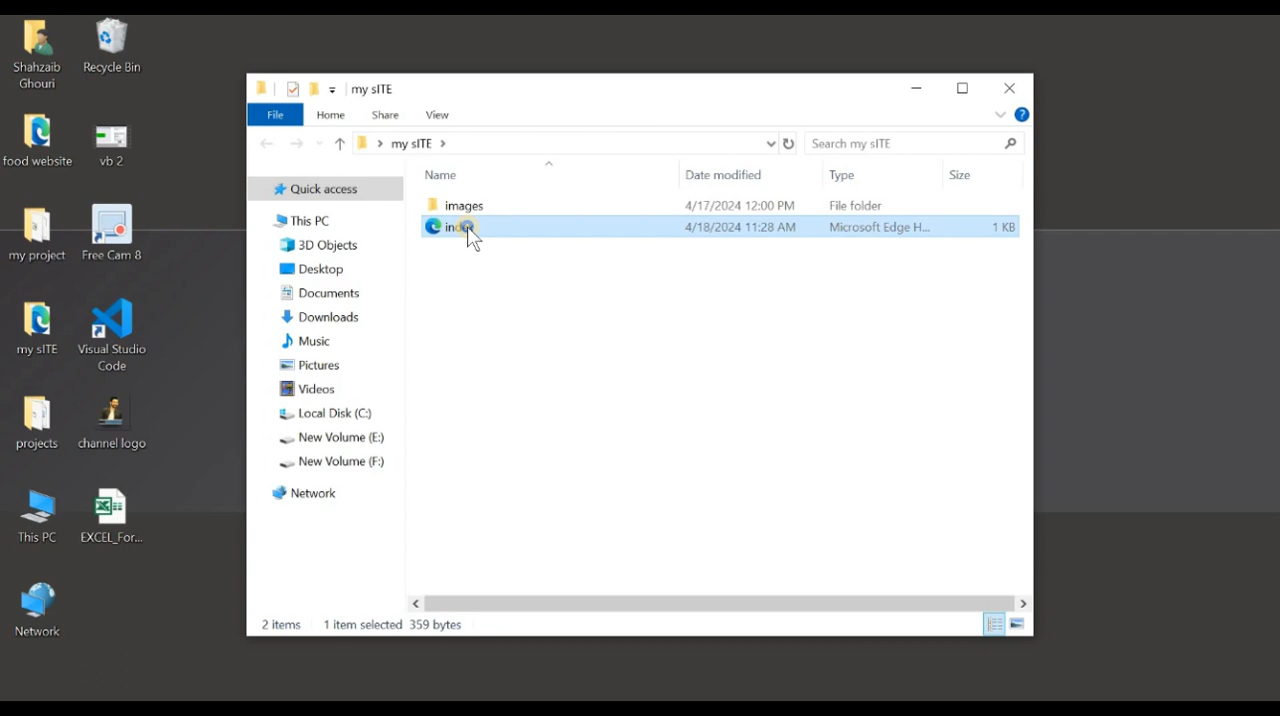 Shahzaib
Ghouri
Recycle Bin
food website
vb 2
my project
Free Cam 8
my sITE
Visual Studio
Code
projects
channel logo
This PC
EXCEL_For...
Network
my sITE
File
Home
Share
View
my sITE
Search my sITE
Name
Date modified
Type
Size
images
4/17/2024 12:00 PM
File folder
4/18/2024 11:28 AM
Microsoft Edge H...
1 KB
Quick access
This PC
3D Objects
Desktop
Documents
Downloads
Music
Pictures
Videos
Local Disk (C:)
New Volume (E:)
New Volume (F:)
Network
2 items
1 item selected 359 bytes